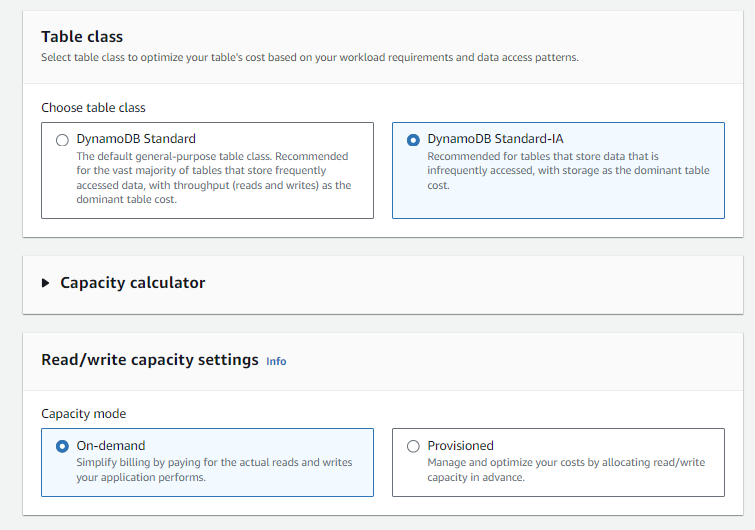 Table class
Select table class to optimize your table's cost based on your workload requirements and data access patterns.
Choose table class
DynamoDB Standard
The default general-purpose table class. Recommended
for the vast majority of tables that store frequently
accessed data, with throughput (reads and writes) as the
dominant table cost.
DynamoDB Standard-IA
Recommended for tables that store data that is
infrequently accessed, with storage as the dominant table
cost.
Capacity calculator
Read/write capacity settings Info
Capacity mode
On-demand
Simplify billing by paying for the actual reads and writes
your application performs.
Provisioned
Manage and optimize your costs by allocating read/write
capacity in advance.